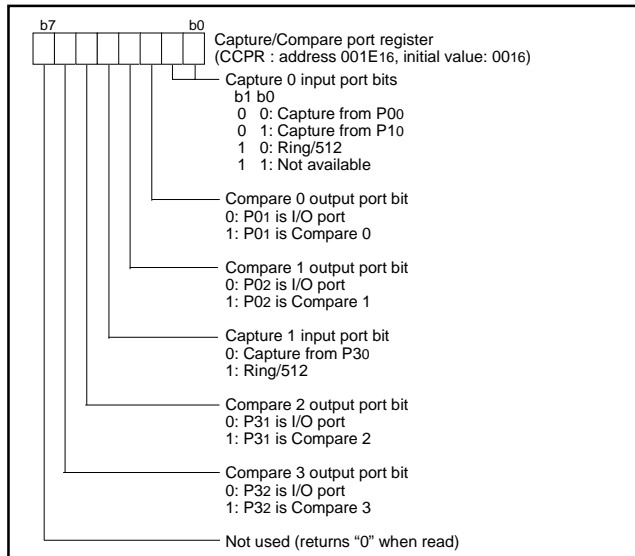 b7 b0
Capture/Compare port register
(CCPR : address 001E16, initial value: 0016)
Capture 0 input port bits
b1 b0
0 0: Capture from P00
0 1: Capture from P10
1 0: Ring/512
1 1: Not available
Compare 0 output port bit
0: P01 is I/O port
1: P01 is Compare 0
Compare 1 output port bit
0: P02 is I/O port
1: P02 is Compare 1
Capture 1 input port bit
0: Capture from P30
1: Ring/512
Compare 2 output port bit
0: P31 is I/O port
1: P31 is Compare 2
Compare 3 output port bit
0: P32 is I/O port
1: P32 is Compare 3
Not used (returns “0” when read)